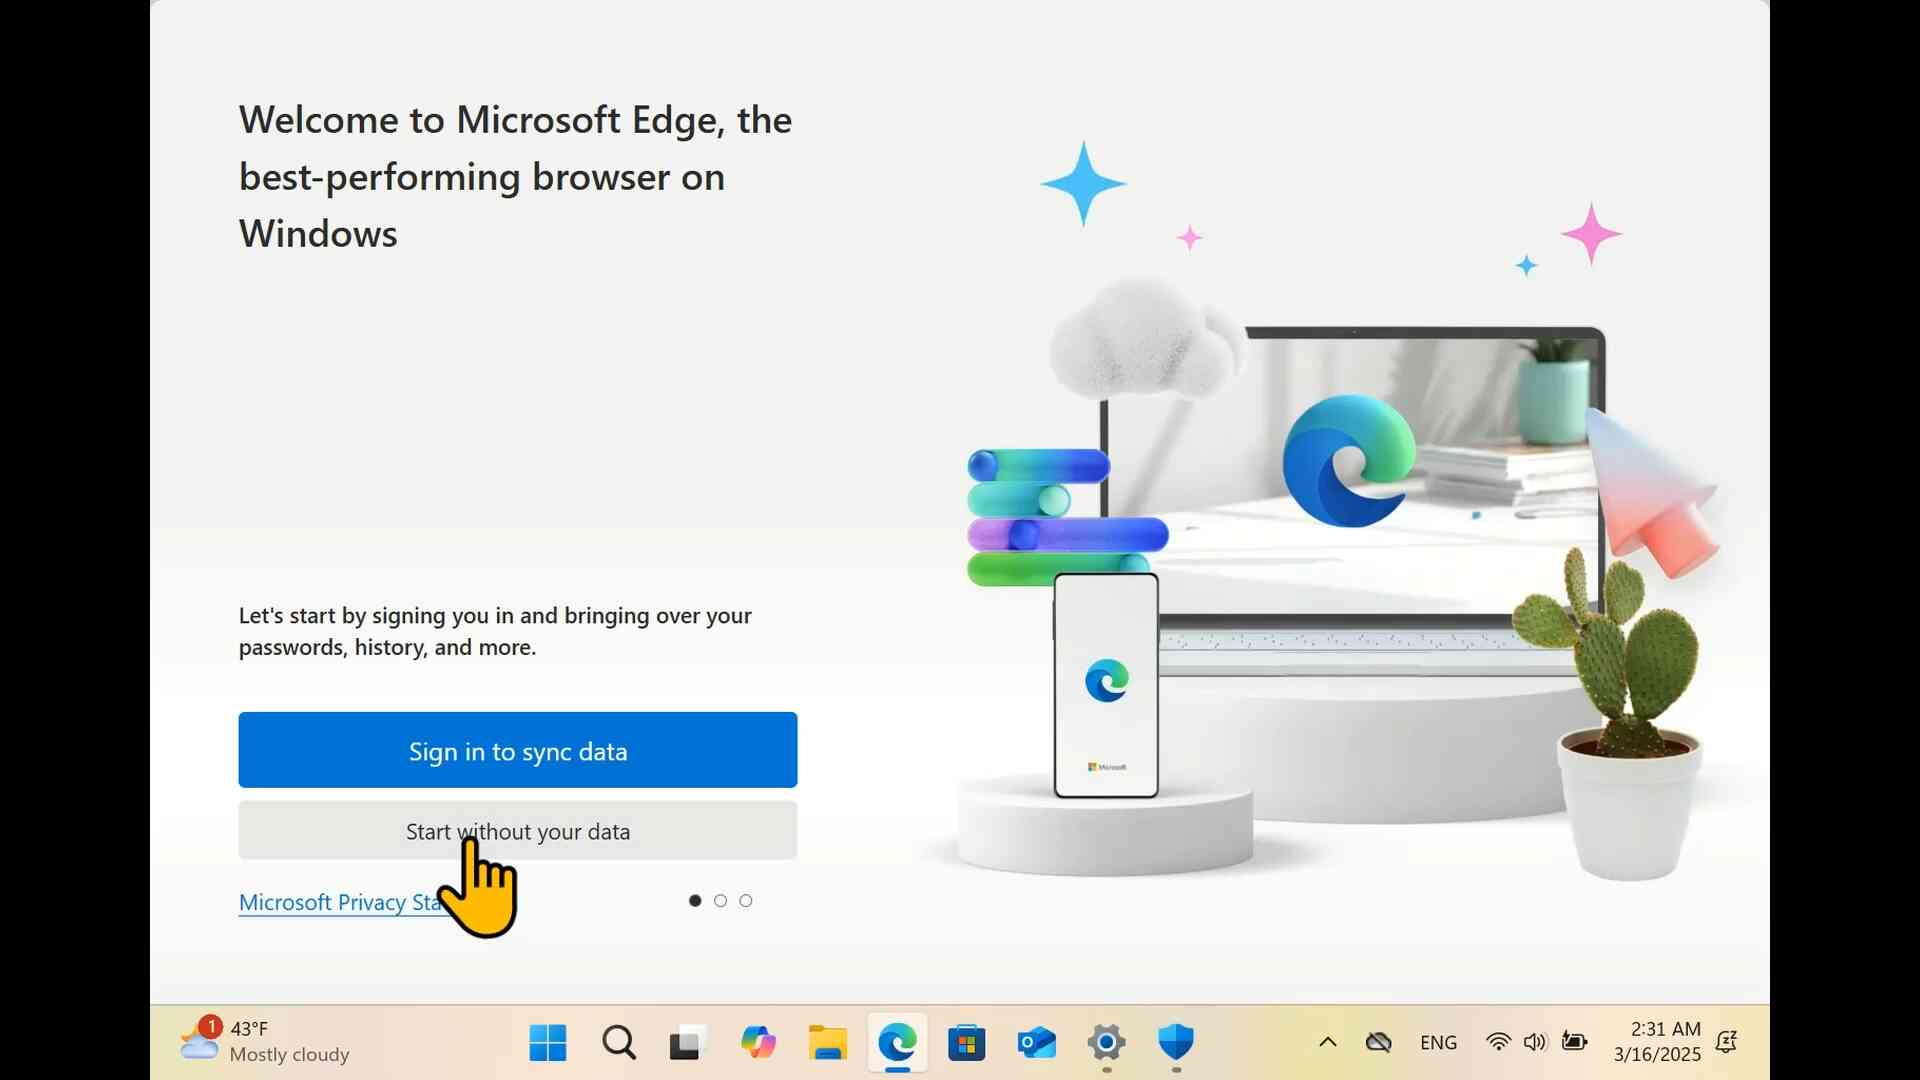 Welcome to Microsoft Edge, the
best-performing browser on
Windows
Let's start by signing you in and bringing over your
passwords, history, and more.
Sign in to sync data
Start without your data
Microsoft Privacy
Microsoft
1
43°F
Mostly cloudy
ENG
2:31 AM
3/16/2025